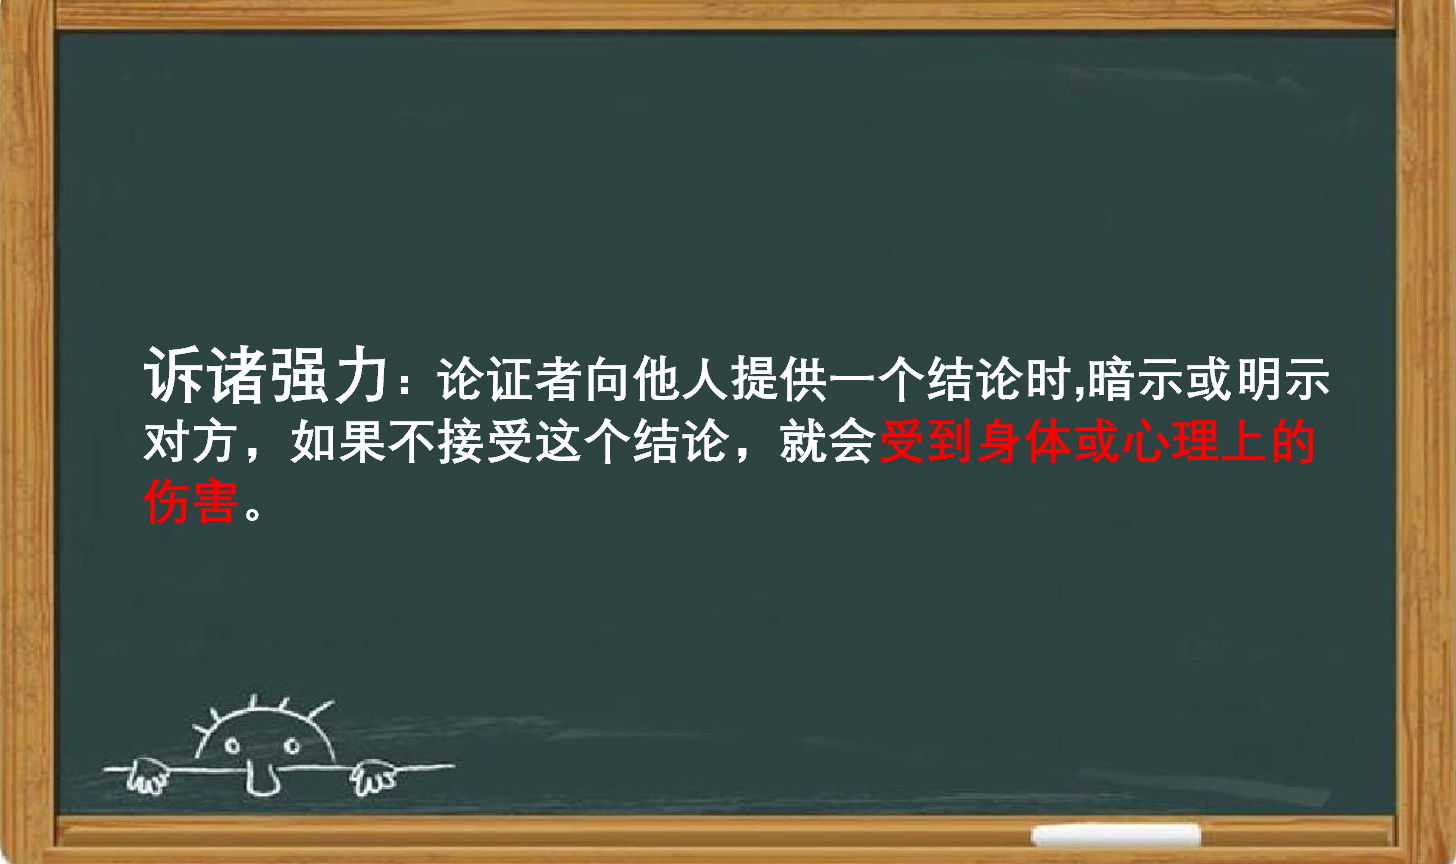 诉诸强力：论证者向他人提供一个结论时,暗示或明示
对方，如果不接受这个结论，就会受到身体或心理上的
伤害。